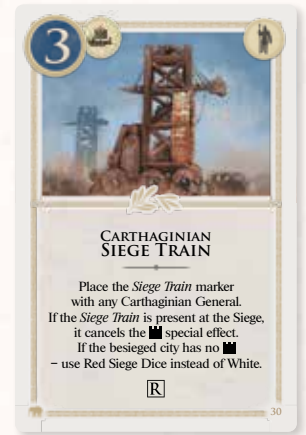 3
CARTHAGINIAN
SIEGE TRAIN
Place the Siege Train marker
with any Carthaginian General.
If the Siege Train is present at the Siege,
it cancels the special effect.
If the besieged city has no
– use Red Siege Dice instead of White.
R
30